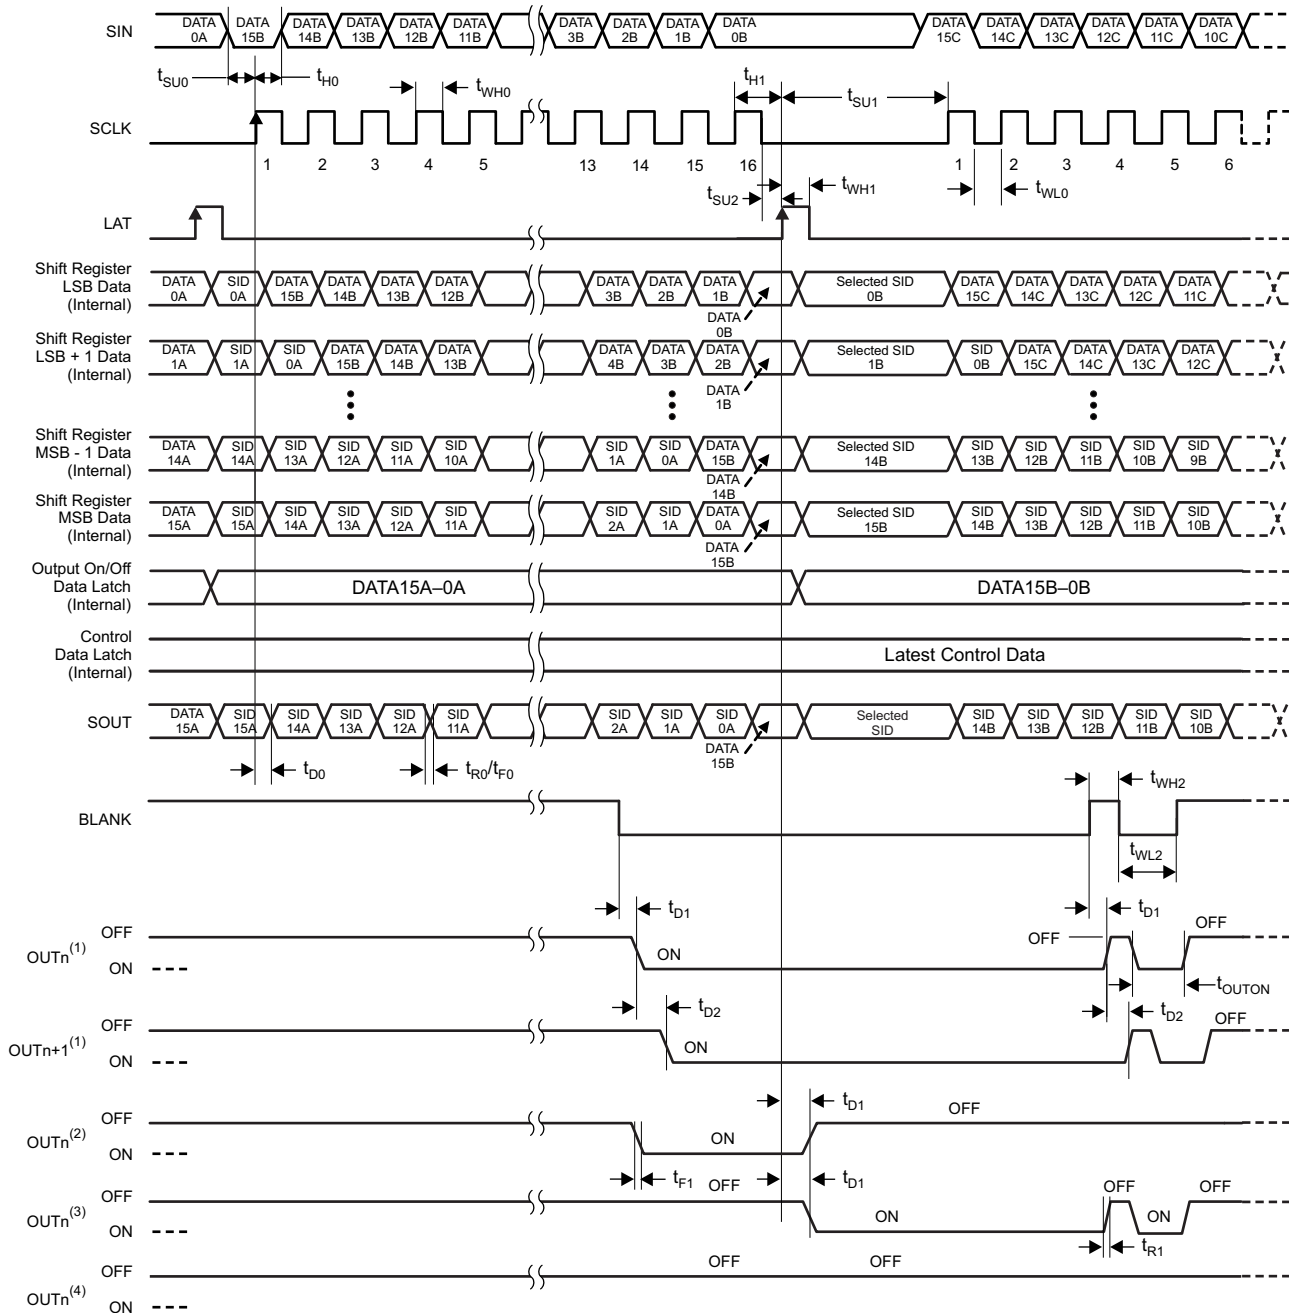 SIN
DATA 0A
DATA 15B
DATA 14B
DATA 13B
DATA 12B
DATA 11B
DATA 3B
DATA 2B
DATA 1B
DATA 0B
DATA 15C
DATA 14C
DATA 13C
DATA 12C
DATA 11C
DATA 10C
tSU0
tH0
tWH0
tH1
tSU1
SCLK
1 2 3 4 5 13 14 15 16 1 2 3 4 5 6
tSU2
tWH1
tWL0
LAT
Shift Register
LSB Data
(Internal)
DATA 0A
SID 0A
DATA 15B
DATA 14B
DATA 13B
DATA 12B
DATA 3B
DATA 2B
DATA 1B
DATA 0B
Selected SID 0B
DATA 15C
DATA 14C
DATA 13C
DATA 12C
DATA 11C
Shift Register
LSB + 1 Data
(Internal)
DATA 1A
SID 1A
SID 0A
DATA 15B
DATA 14B
DATA 13B
DATA 4B
DATA 3B
DATA 2B
DATA 1B
Selected SID 1B
SID 0B
DATA 15C
DATA 14C
DATA 13C
DATA 12C
Shift Register
MSB - 1 Data
(Internal)
DATA 14A
SID 14A
SID 13A
SID 12A
SID 11A
SID 10A
SID 1A
SID 0A
DATA 15B
DATA 14B
Selected SID 14B
SID 13B
SID 12B
SID 11B
SID 10B
SID 9B
Shift Register
MSB Data
(Internal)
DATA 15A
SID 15A
SID 14A
SID 13A
SID 12A
SID 11A
SID 2A
SID 1A
DATA 0A
DATA 15B
Selected SID 15B
SID 14B
SID 13B
SID 12B
SID 11B
SID 10B
Output On/Off
Data Latch
(Internal)
DATA15A–0A
DATA15B–0B
Control
Data Latch
(Internal)
Latest Control Data
SOUT
DATA 15A
SID 15A
SID 14A
SID 13A
SID 12A
SID 11A
SID 2A
SID 1A
SID 0A
DATA 15B
Selected SID
SID 14B
SID 13B
SID 12B
SID 11B
SID 10B
tD0
tR0/tF0
tWH2
BLANK
tWL2
tD1
tD1
OUTn(1)
OFF
ON
ON
OFF
OFF
tOUTON
tD2
tD2
OUTn+1(1)
OFF
ON
ON
OFF
tD1
OUTn(2)
OFF
ON
ON
OFF
tF1
tD1
OUTn(3)
OFF
ON
OFF
ON
OFF
ON
OFF
tR1
OUTn(4)
OFF
ON
OFF
OFF